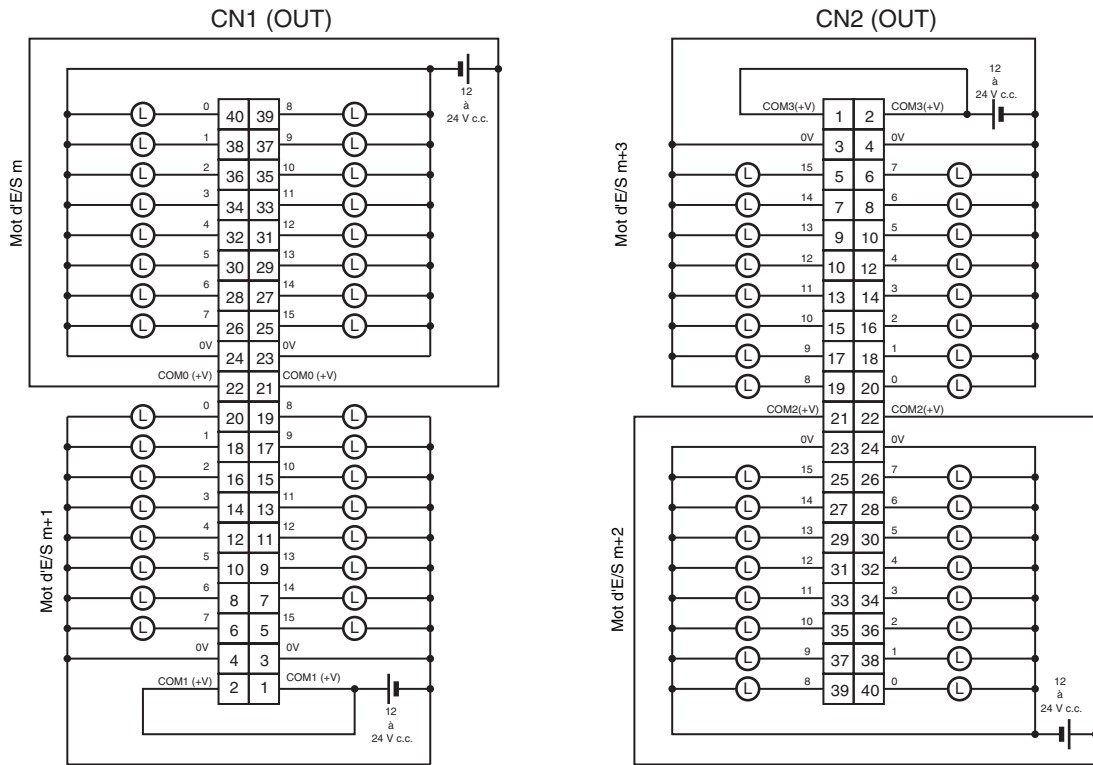 CN1 (OUT)
12
à
24 V c.c.
Mot d'E/S m
0 L 40 39 L 8
1 L 38 37 L 9
2 L 36 35 L 10
3 L 34 33 L 11
4 L 32 31 L 12
5 L 30 29 L 13
6 L 28 27 L 14
7 L 26 25 L 15
0V 24 23 0V
COM0 (+V) 22 21 COM0 (+V)
Mot d'E/S m+1
0 L 20 19 L 8
1 L 18 17 L 9
2 L 16 15 L 10
3 L 14 13 L 11
4 L 12 11 L 12
5 L 10 9 L 13
6 L 8 7 L 14
7 L 6 5 L 15
0V 4 3 0V
COM1 (+V) 2 1 COM1 (+V)
12
à
24 V c.c.
CN2 (OUT)
12
à
24 V c.c.
Mot d'E/S m+3
COM3(+V) 1 2 COM3(+V)
0V 3 4 0V
L 15 5 6 7 L
L 14 7 8 6 L
L 13 9 10 5 L
L 12 10 12 4 L
L 11 13 14 3 L
L 10 15 16 2 L
L 9 17 18 1 L
L 8 19 20 0 L
COM2(+V) 21 22 COM2(+V)
Mot d'E/S m+2
0V 23 24 0V
L 15 25 26 7 L
L 14 27 28 6 L
L 13 29 30 5 L
L 12 31 32 4 L
L 11 33 34 3 L
L 10 35 36 2 L
L 9 37 38 1 L
L 8 39 40 0 L
12
à
24 V c.c.